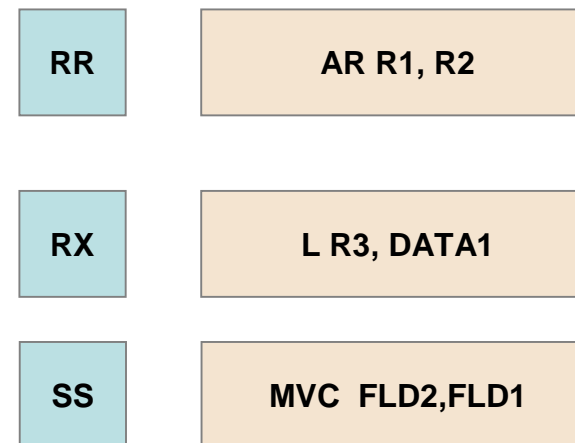 RR AR R1, R2
RX L R3, DATA1
SS MVC FLD2,FLD1